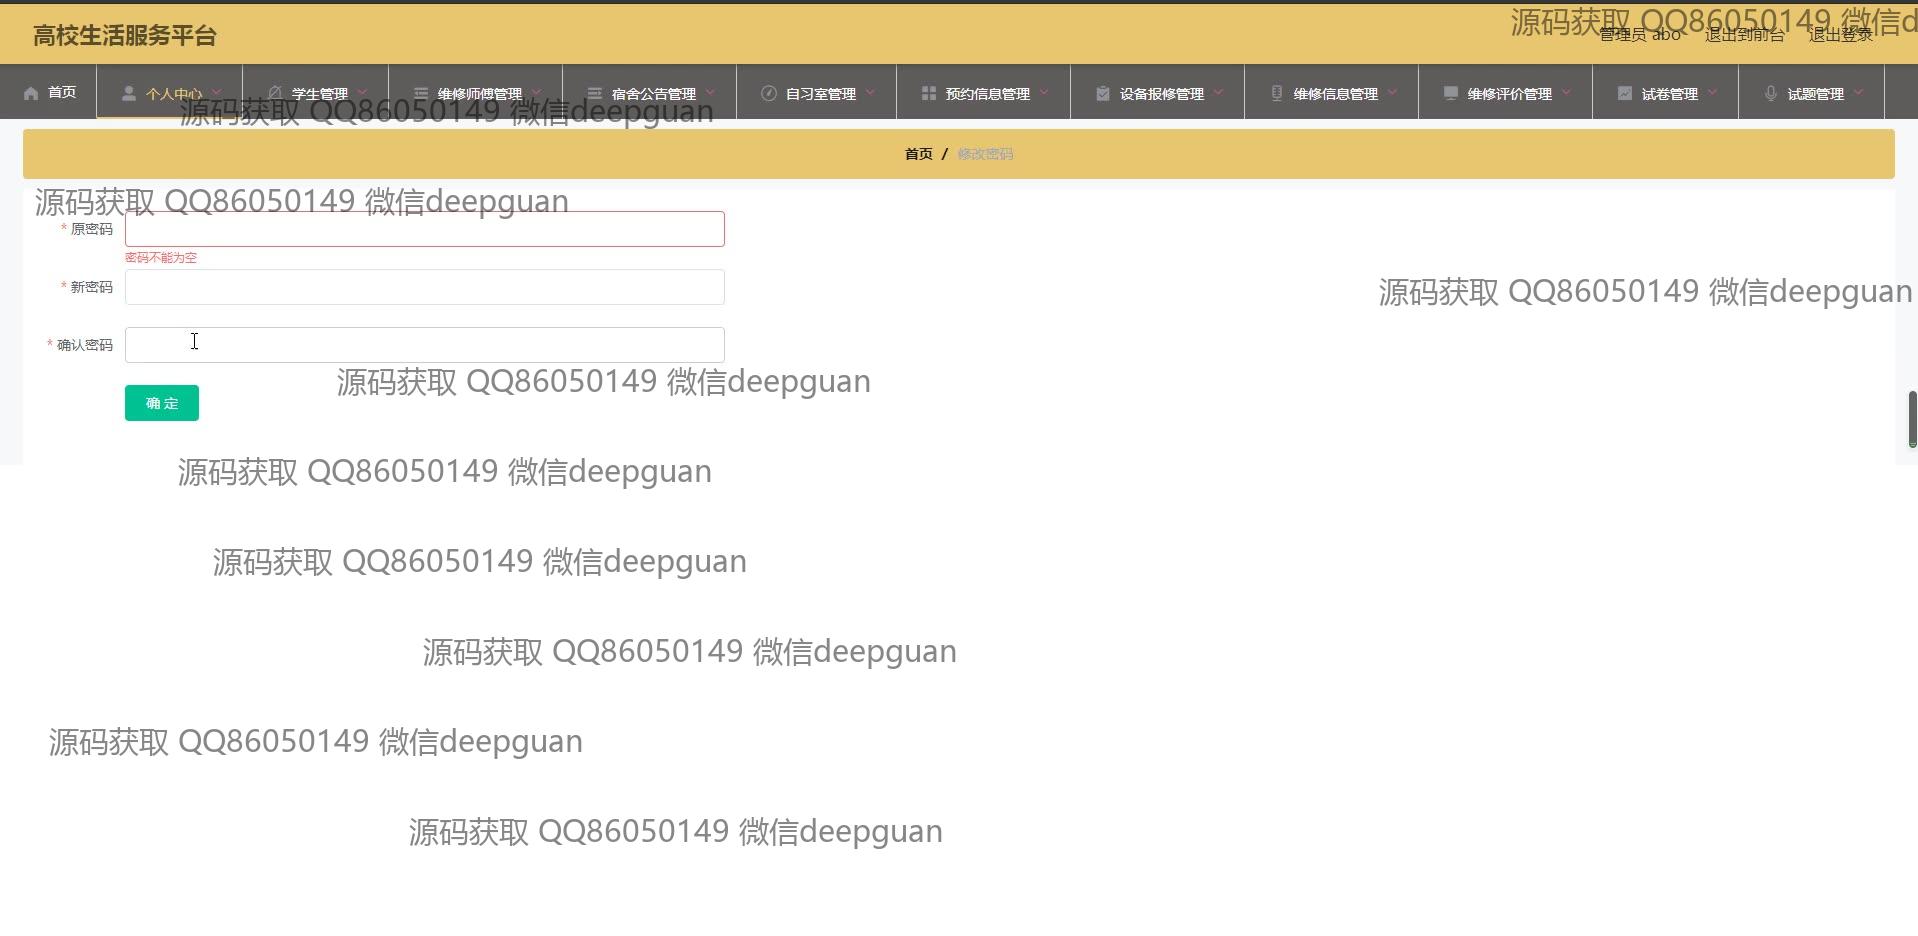 高校生活服务平台
源码获取 QQ86050149 微信d
管理员 abo 退出到前台 退出登录
首页 个人中心 学生管理 维修师傅管理 宿舍公告管理 自习室管理 预约信息管理 设备报修管理 维修信息管理 维修评价管理 试卷管理 试题管理
源码获取 QQ86050149 微信deepguan
首页 / 修改密码
源码获取 QQ86050149 微信deepguan
* 原密码
密码不能为空
* 新密码
源码获取 QQ86050149 微信deepguan
* 确认密码
源码获取 QQ86050149 微信deepguan
确 定
源码获取 QQ86050149 微信deepguan
源码获取 QQ86050149 微信deepguan
源码获取 QQ86050149 微信deepguan
源码获取 QQ86050149 微信deepguan
源码获取 QQ86050149 微信deepguan